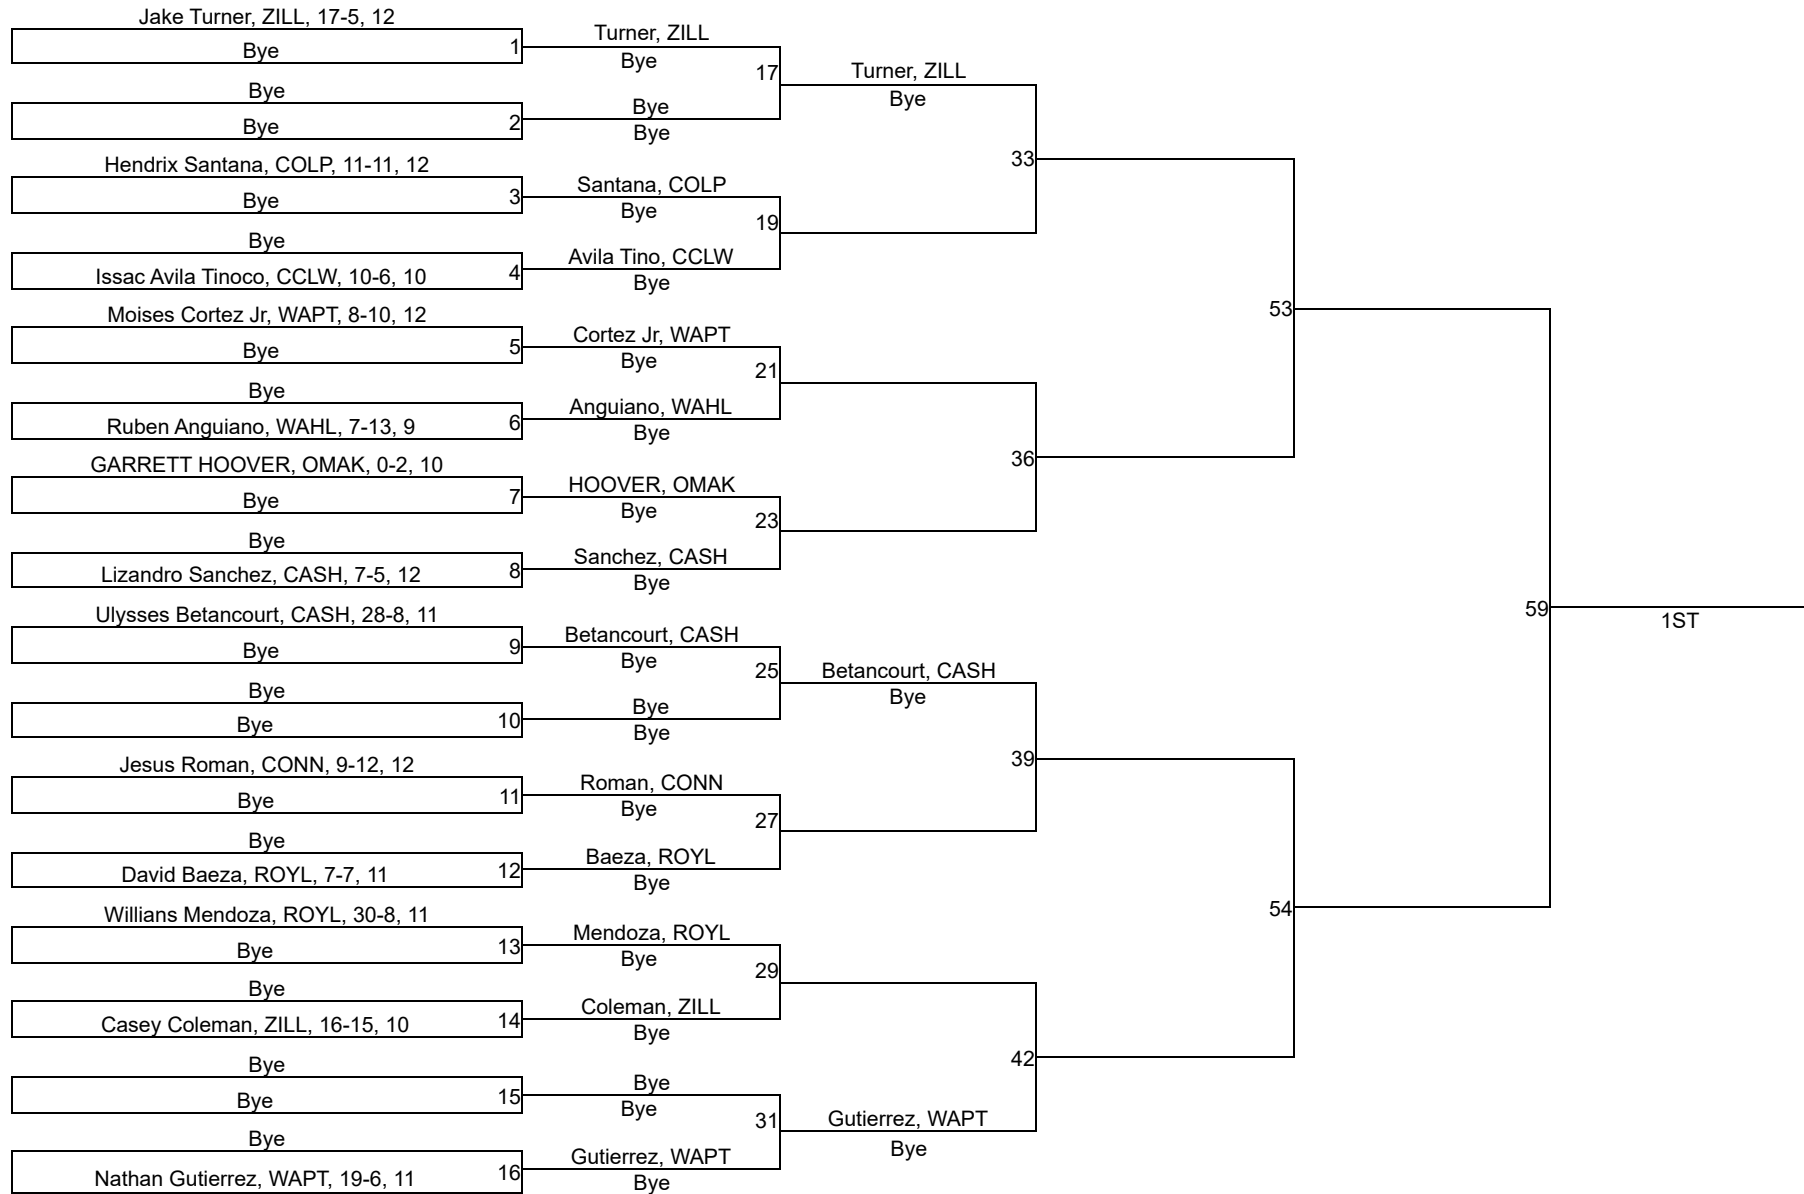 Jake Turner, ZILL, 17-5, 12
Bye
1
Bye
Bye
2
Hendrix Santana, COLP, 11-11, 12
Bye
3
Bye
Issac Avila Tinoco, CCLW, 10-6, 10
4
Moises Cortez Jr, WAPT, 8-10, 12
Bye
5
Bye
Ruben Anguiano, WAHL, 7-13, 9
6
GARRETT HOOVER, OMAK, 0-2, 10
Bye
7
Bye
Lizandro Sanchez, CASH, 7-5, 12
8
Ulysses Betancourt, CASH, 28-8, 11
Bye
9
Bye
Bye
10
Jesus Roman, CONN, 9-12, 12
Bye
11
Bye
David Baeza, ROYL, 7-7, 11
12
Willians Mendoza, ROYL, 30-8, 11
Bye
13
Bye
Casey Coleman, ZILL, 16-15, 10
14
Bye
Bye
15
Bye
Nathan Gutierrez, WAPT, 19-6, 11
16
Turner, ZILL
Bye
17
Bye
Bye
Santana, COLP
Bye
19
Avila Tino, CCLW
Bye
Cortez Jr, WAPT
Bye
21
Anguiano, WAHL
Bye
HOOVER, OMAK
Bye
23
Sanchez, CASH
Bye
Betancourt, CASH
Bye
25
Bye
Bye
Roman, CONN
Bye
27
Baeza, ROYL
Bye
Mendoza, ROYL
Bye
29
Coleman, ZILL
Bye
Bye
Bye
31
Gutierrez, WAPT
Bye
Turner, ZILL
Bye
33
36
Betancourt, CASH
Bye
39
42
Gutierrez, WAPT
Bye
53
54
59
1ST